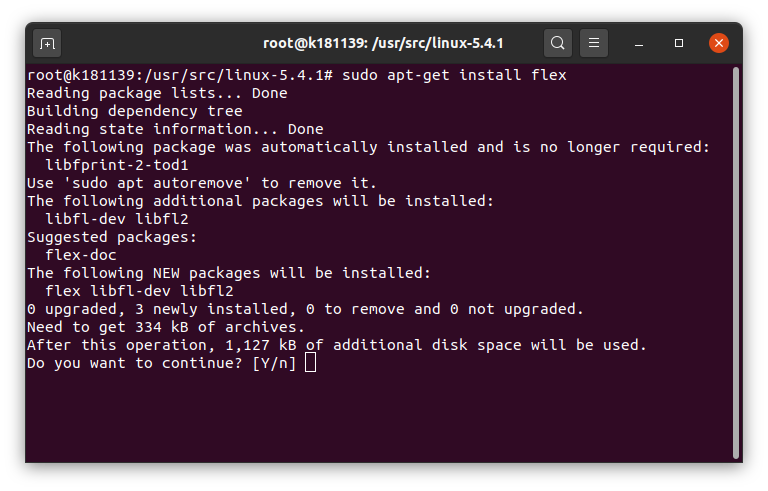 root@k181139: /usr/src/linux-5.4.1
root@k181139:/usr/src/linux-5.4.1# sudo apt-get install flex
Reading package lists... Done
Building dependency tree
Reading state information... Done
The following package was automatically installed and is no longer required:
  libfprint-2-tod1
Use 'sudo apt autoremove' to remove it.
The following additional packages will be installed:
  libfl-dev libfl2
Suggested packages:
  flex-doc
The following NEW packages will be installed:
  flex libfl-dev libfl2
0 upgraded, 3 newly installed, 0 to remove and 0 not upgraded.
Need to get 334 kB of archives.
After this operation, 1,127 kB of additional disk space will be used.
Do you want to continue? [Y/n]